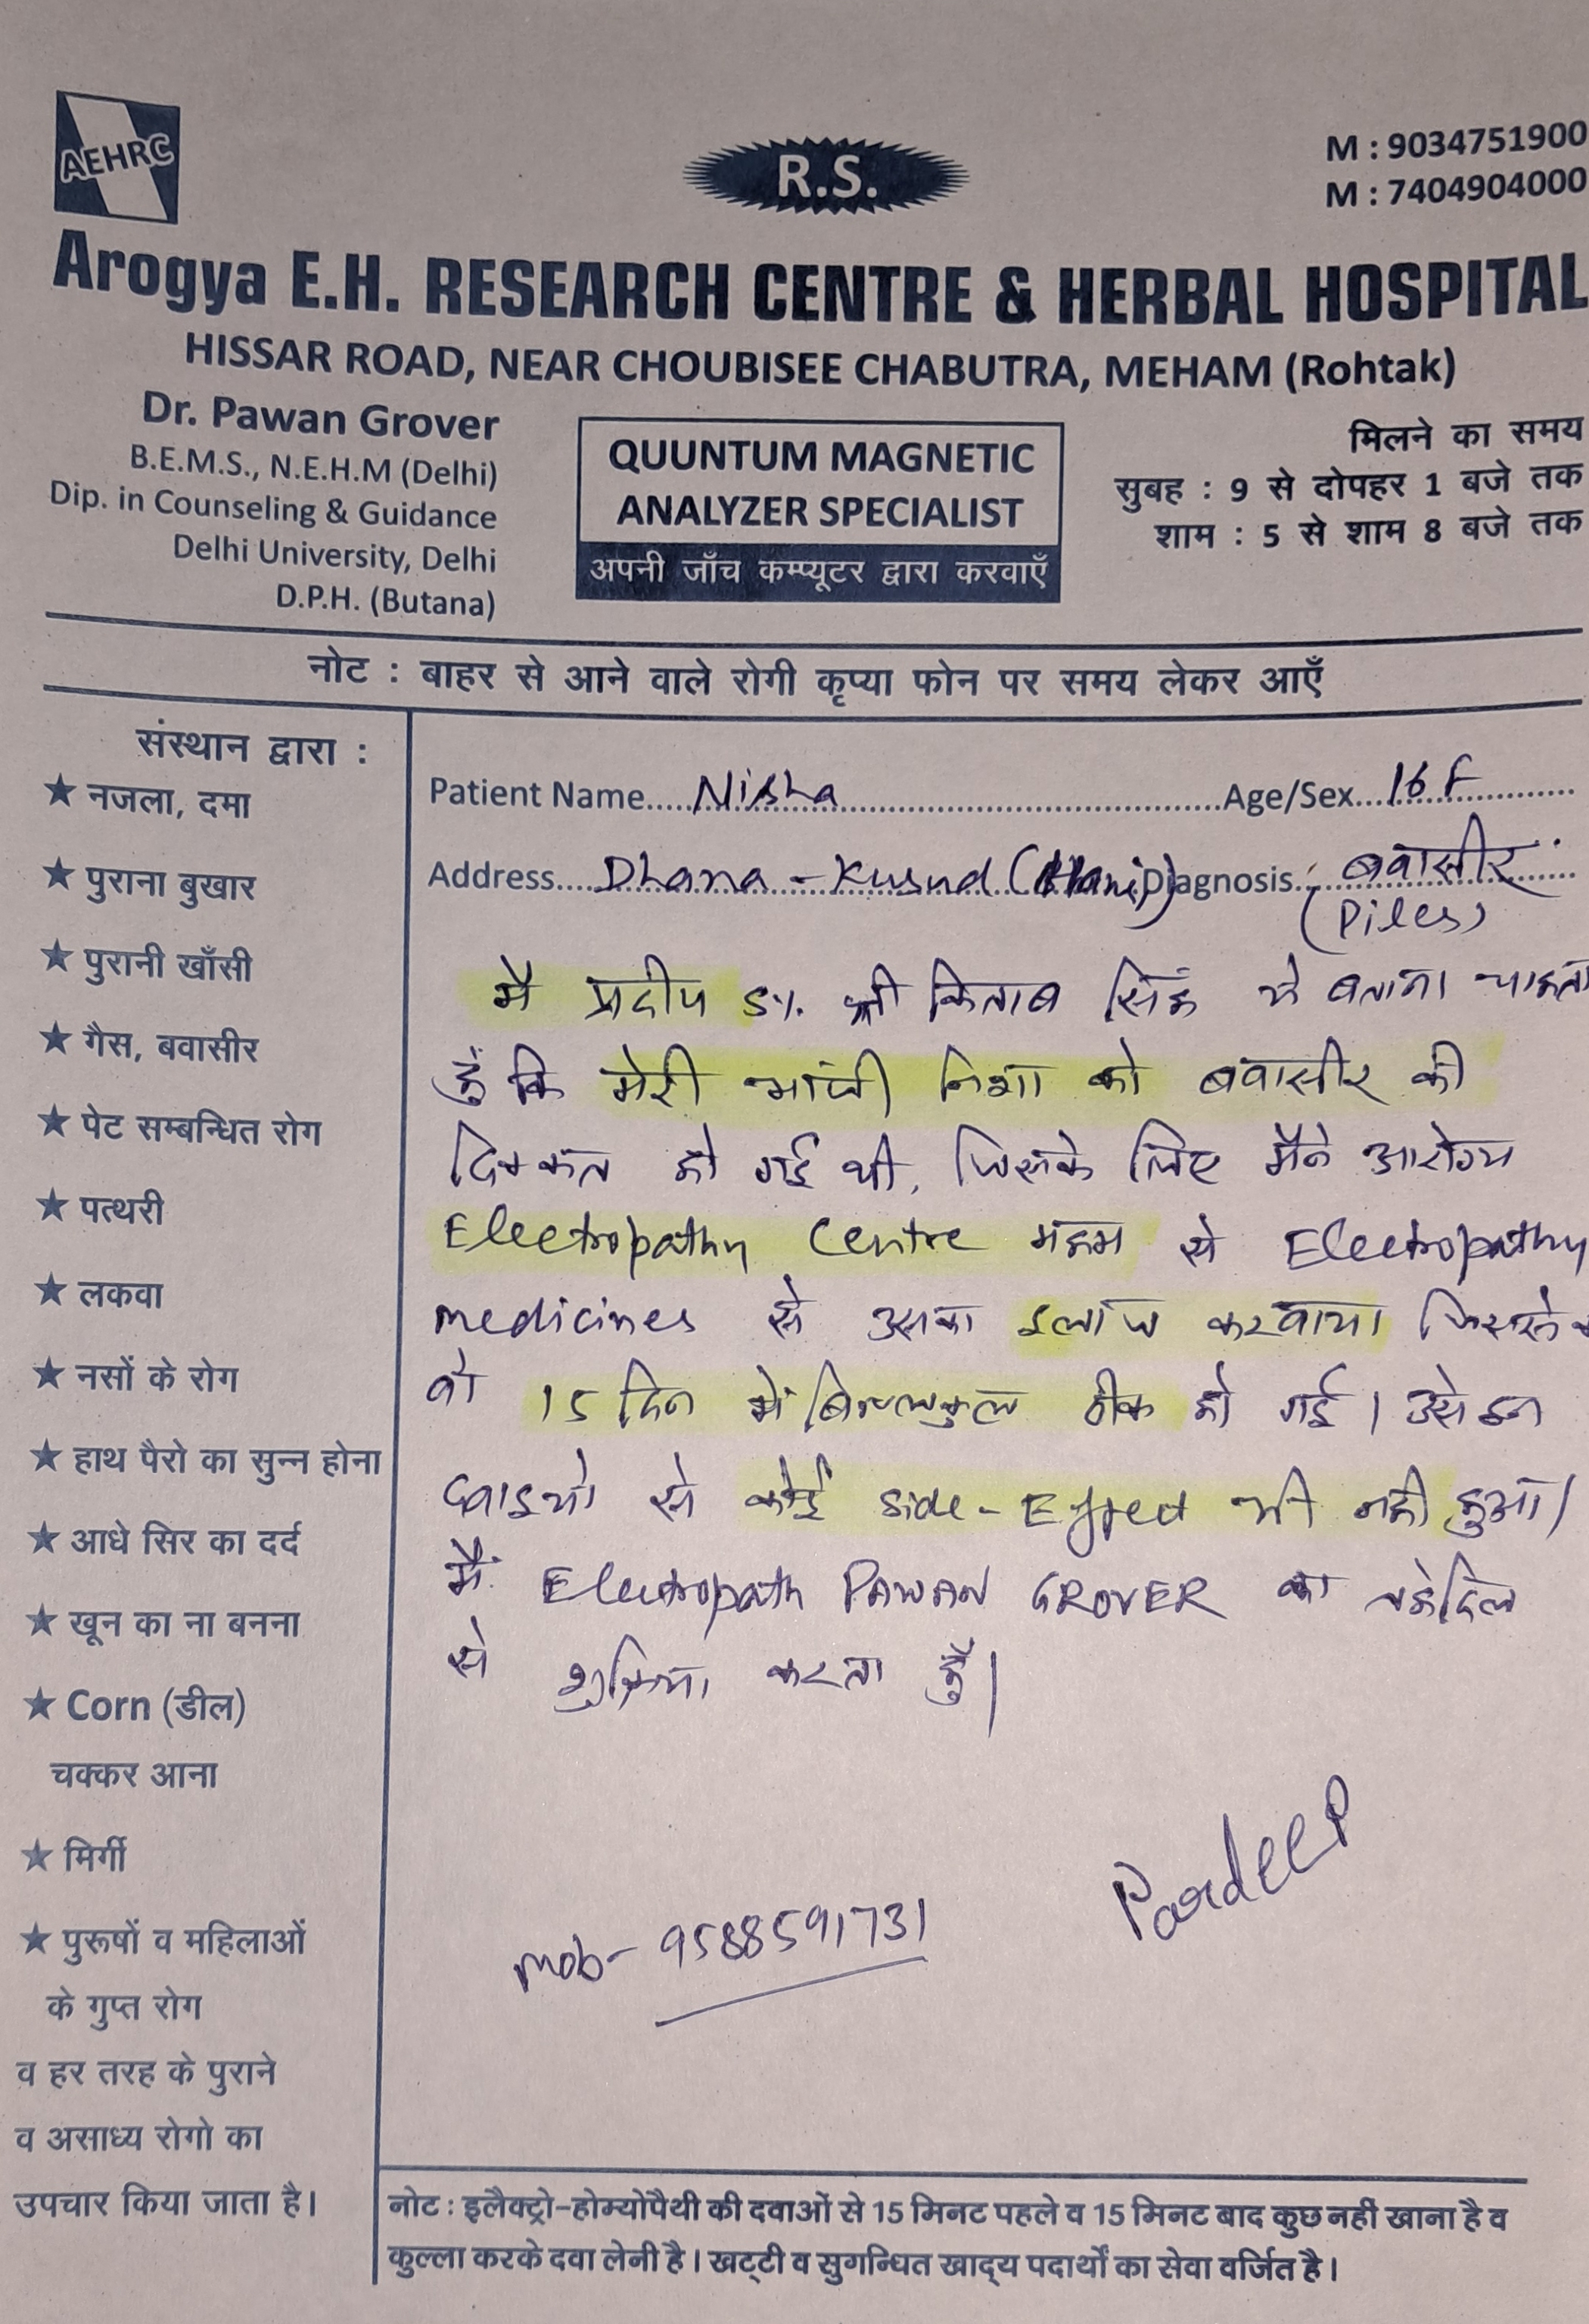 AEHRC
R.S.
M : 9034751900
M : 7404904000
Arogya E.H. RESEARCH CENTRE & HERBAL HOSPITAL
HISSAR ROAD, NEAR CHOUBISEE CHABUTRA, MEHAM (Rohtak)
Dr. Pawan Grover
B.E.M.S., N.E.H.M (Delhi)
Dip. in Counseling & Guidance
Delhi University, Delhi
D.P.H. (Butana)
QUUNTUM MAGNETIC
ANALYZER SPECIALIST
अपनी जाँच कम्प्यूटर द्वारा करवाएँ
मिलने का समय
सुबह : 9 से दोपहर 1 बजे तक
शाम : 5 से शाम 8 बजे तक
नोट : बाहर से आने वाले रोगी कृप्या फोन पर समय लेकर आएँ
संस्थान द्वारा :
★ नजला, दमा
★ पुराना बुखार
★ पुरानी खाँसी
★ गैस, बवासीर
★ पेट सम्बन्धित रोग
★ पत्थरी
★ लकवा
★ नसों के रोग
★ हाथ पैरो का सुन्न होना
★ आधे सिर का दर्द
★ खून का ना बनना
★ Corn (डील)
चक्कर आना
★ मिर्गी
★ पुरूषों व महिलाओं
के गुप्त रोग
व हर तरह के पुराने
व असाध्य रोगो का
उपचार किया जाता है।
Patient Name Nisha Age/Sex 16 F
Address Dhana - Kusud Diagnosis : बवासीर
(Piles)
मै प्रदीप S/. श्री किताब सिंह ये बताना चाहता
हूँ कि मेरी भांजी निशा को बवासीर की
दिक्कत हो गई थी, जिसके लिए मैने आरोग्य
Electropathy Centre महम से Electropathy
medicines से उसका इलाज करवाया जिससे
वो 15 दिन में बिल्कुल ठीक हो गई। उसे इन
दवाइयो से कोई side-Effect भी नही हुआ।
मैं Electropath PAWAN GROVER का तहेदिल
से शुक्रिया करता हूँ।
Pardeep
mob- 9588591731
नोट : इलैक्ट्रो-होम्योपैथी की दवाओं से 15 मिनट पहले व 15 मिनट बाद कुछ नहीं खाना है व
कुल्ला करके दवा लेनी है। खट्टी व सुगन्धित खाद्य पदार्थों का सेवा वर्जित है।